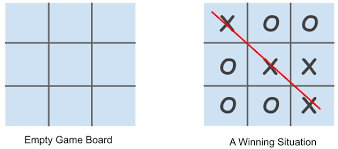 X O O
O X X
O O X
Empty Game Board
A Winning Situation